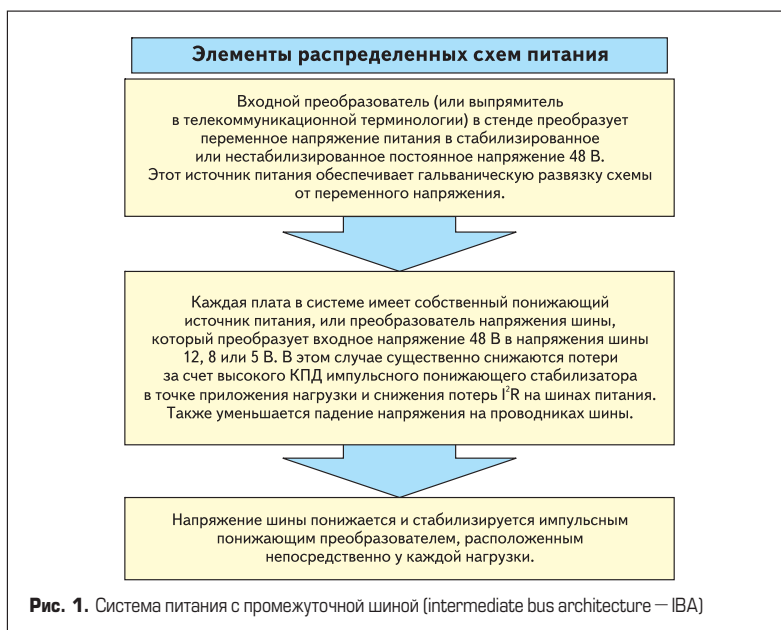 Элементы распределенных схем питания
Входной преобразователь (или выпрямитель
в телекоммуникационной терминологии) в стенде преобразует
переменное напряжение питания в стабилизированное
или нестабилизированное постоянное напряжение 48 В.
Этот источник питания обеспечивает гальваническую развязку схемы
от переменного напряжения.
Каждая плата в системе имеет собственный понижающий
источник питания, или преобразователь напряжения шины,
который преобразует входное напряжение 48 В в напряжения шины
12, 8 или 5 В. В этом случае существенно снижаются потери
за счет высокого КПД импульсного понижающего стабилизатора
в точке приложения нагрузки и снижения потерь I²R на шинах питания.
Также уменьшается падение напряжения на проводниках шины.
Напряжение шины понижается и стабилизируется импульсным
понижающим преобразователем, расположенным
непосредственно у каждой нагрузки.
Рис. 1. Система питания с промежуточной шиной (intermediate bus architecture — IBA)